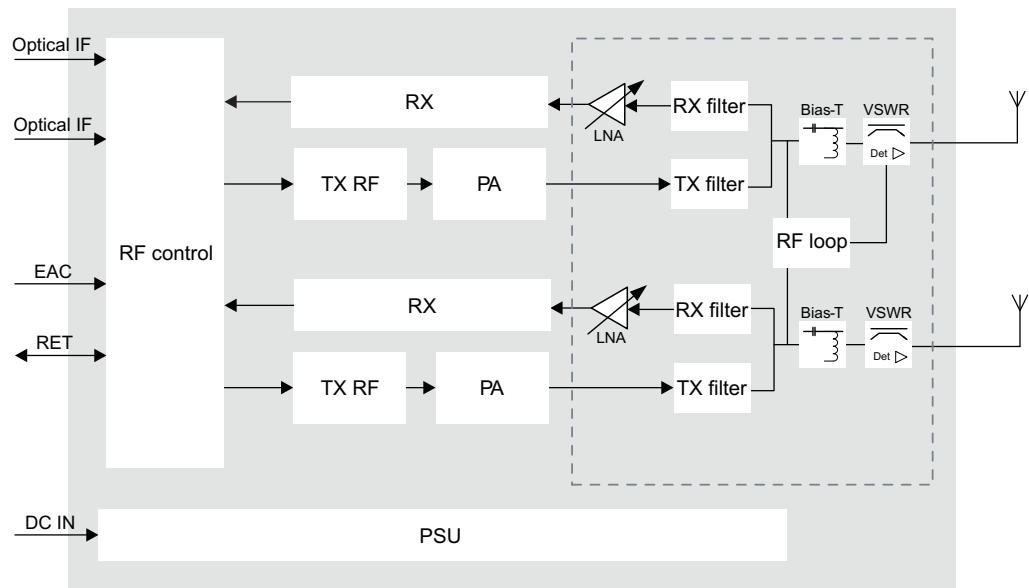 Optical IF
Optical IF
EAC
RET
DC IN
RF control
RX
LNA
RX filter
Bias-T
VSWR
Det
TX RF
PA
TX filter
RF loop
RX
LNA
RX filter
Bias-T
VSWR
Det
TX RF
PA
TX filter
PSU